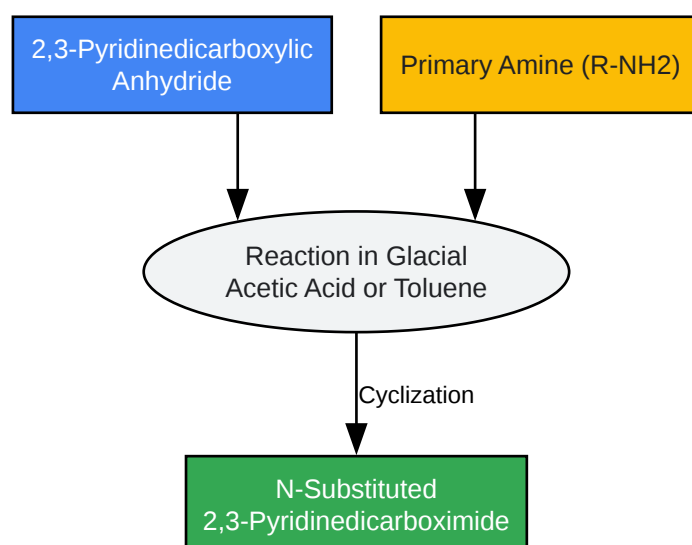 2,3-Pyridinedicarboxylic
Anhydride
Primary Amine (R-NH2)
Reaction in Glacial
Acetic Acid or Toluene
Cyclization
N-Substituted
2,3-Pyridinedicarboximide